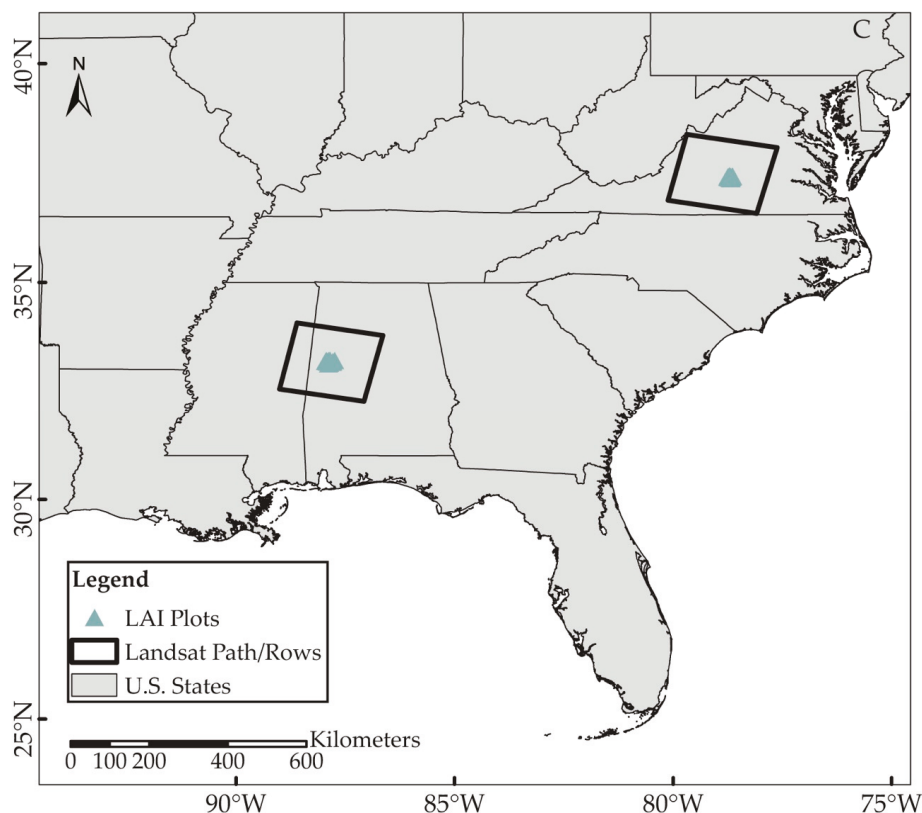 C
N
40°N
35°N
30°N
25°N
Legend
LAI Plots
Landsat Path/Rows
U.S. States
Kilometers
0 100 200 400 600
90°W 85°W 80°W 75°W